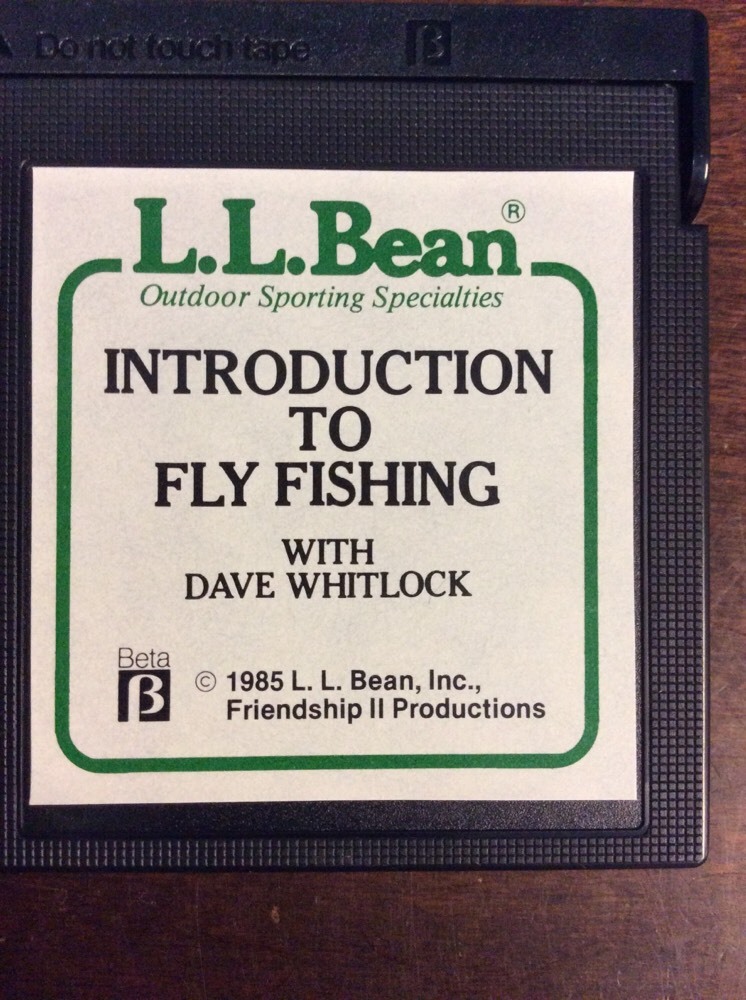 Do not touch tape β
L.L.Bean®
Outdoor Sporting Specialties
INTRODUCTION
TO
FLY FISHING
WITH
DAVE WHITLOCK
Beta
β
© 1985 L. L. Bean, Inc.,
Friendship II Productions